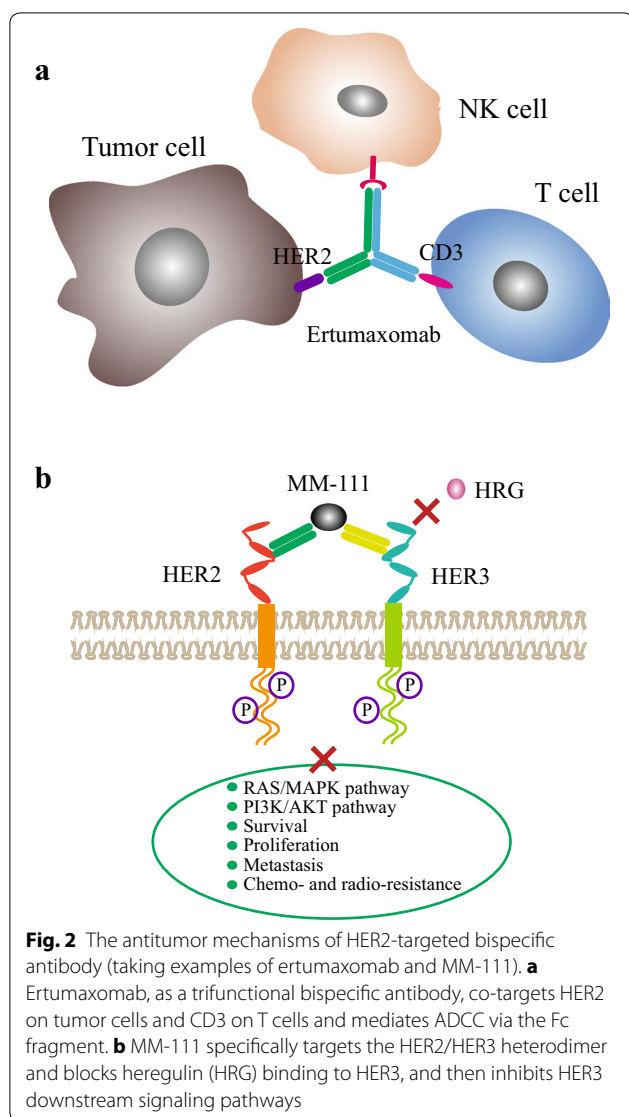 a
NK cell
Tumor cell
T cell
HER2
CD3
Ertumaxomab
b
MM-111
HRG
HER2
HER3
P
P
P
P
RAS/MAPK pathway
PI3K/AKT pathway
Survival
Proliferation
Metastasis
Chemo- and radio-resistance
Fig. 2 The antitumor mechanisms of HER2-targeted bispecific
antibody (taking examples of ertumaxomab and MM-111). a
Ertumaxomab, as a trifunctional bispecific antibody, co-targets HER2
on tumor cells and CD3 on T cells and mediates ADCC via the Fc
fragment. b MM-111 specifically targets the HER2/HER3 heterodimer
and blocks heregulin (HRG) binding to HER3, and then inhibits HER3
downstream signaling pathways